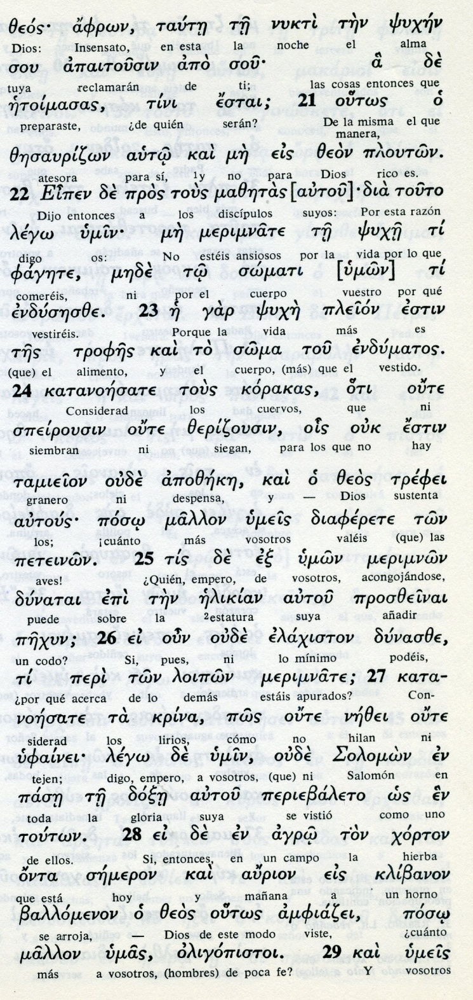 θεός· ἄφρων, ταύτῃ τῇ νυκτὶ τὴν ψυχήν
Dios: Insensato, en esta la noche el alma
σου ἀπαιτοῦσιν ἀπὸ σοῦ· ἃ δὲ
tuya reclamarán de ti; las cosas entonces que
ἡτοίμασας, τίνι ἔσται; 21 οὕτως ὁ
preparaste, ¿de quién serán? De la misma el que
manera,
θησαυρίζων αὑτῷ καὶ μὴ εἰς θεὸν πλουτῶν.
atesora para sí, ¹y no para Dios rico es.
22 Εἶπεν δὲ πρὸς τοὺς μαθητὰς [αὐτοῦ]· διὰ τοῦτο
Dijo entonces a los discípulos suyos: Por esta razón
λέγω ὑμῖν· μὴ μεριμνᾶτε τῇ ψυχῇ τί
digo os: No estéis ansiosos por la vida por lo que
φάγητε, μηδὲ τῷ σώματι [ὑμῶν] τί
comeréis, ni por el cuerpo vuestro por qué
ἐνδύσησθε. 23 ἡ γὰρ ψυχὴ πλεῖόν ἐστιν
vestiréis. Porque la vida más es
τῆς τροφῆς καὶ τὸ σῶμα τοῦ ἐνδύματος.
(que) el alimento, y el cuerpo, (más) que el vestido.
24 κατανοήσατε τοὺς κόρακας, ὅτι οὔτε
Considerad los cuervos, que ni
σπείρουσιν οὔτε θερίζουσιν, οἷς οὐκ ἔστιν
siembran ni siegan, para los que no hay
ταμιεῖον οὐδὲ ἀποθήκη, καὶ ὁ θεὸς τρέφει
granero ni despensa, y — Dios sustenta
αὐτούς· πόσῳ μᾶλλον ὑμεῖς διαφέρετε τῶν
los; ¡cuánto más vosotros valéis (que) las
πετεινῶν. 25 τίς δὲ ἐξ ὑμῶν μεριμνῶν
aves! ¿Quién, empero, de vosotros, acongojándose,
δύναται ἐπὶ τὴν ἡλικίαν αὐτοῦ προσθεῖναι
puede sobre la ²estatura suya añadir
πῆχυν; 26 εἰ οὖν οὐδὲ ἐλάχιστον δύνασθε,
un codo? Si, pues, ni lo mínimo podéis,
τί περὶ τῶν λοιπῶν μεριμνᾶτε; 27 κατα-
¿por qué acerca de lo demás estáis apurados? Con-
νοήσατε τὰ κρίνα, πῶς οὔτε νήθει οὔτε
siderad los lirios, cómo no hilan ni
ὑφαίνει· λέγω δὲ ὑμῖν, οὐδὲ Σολομὼν ἐν
tejen; digo, empero, a vosotros, (que) ni Salomón en
πάσῃ τῇ δόξῃ αὐτοῦ περιεβάλετο ὡς ἓν
toda la gloria suya se vistió como uno
τούτων. 28 εἰ δὲ ἐν ἀγρῷ τὸν χόρτον
de ellos. Si, entonces, en un campo la hierba
ὄντα σήμερον καὶ αὔριον εἰς κλίβανον
que está hoy y mañana a un horno
βαλλόμενον ὁ θεὸς οὕτως ἀμφιάζει, πόσῳ
se arroja, — Dios de este modo viste, ¿cuánto
μᾶλλον ὑμᾶς, ὀλιγόπιστοι. 29 καὶ ὑμεῖς
más a vosotros, (hombres) de poca fe? Y vosotros